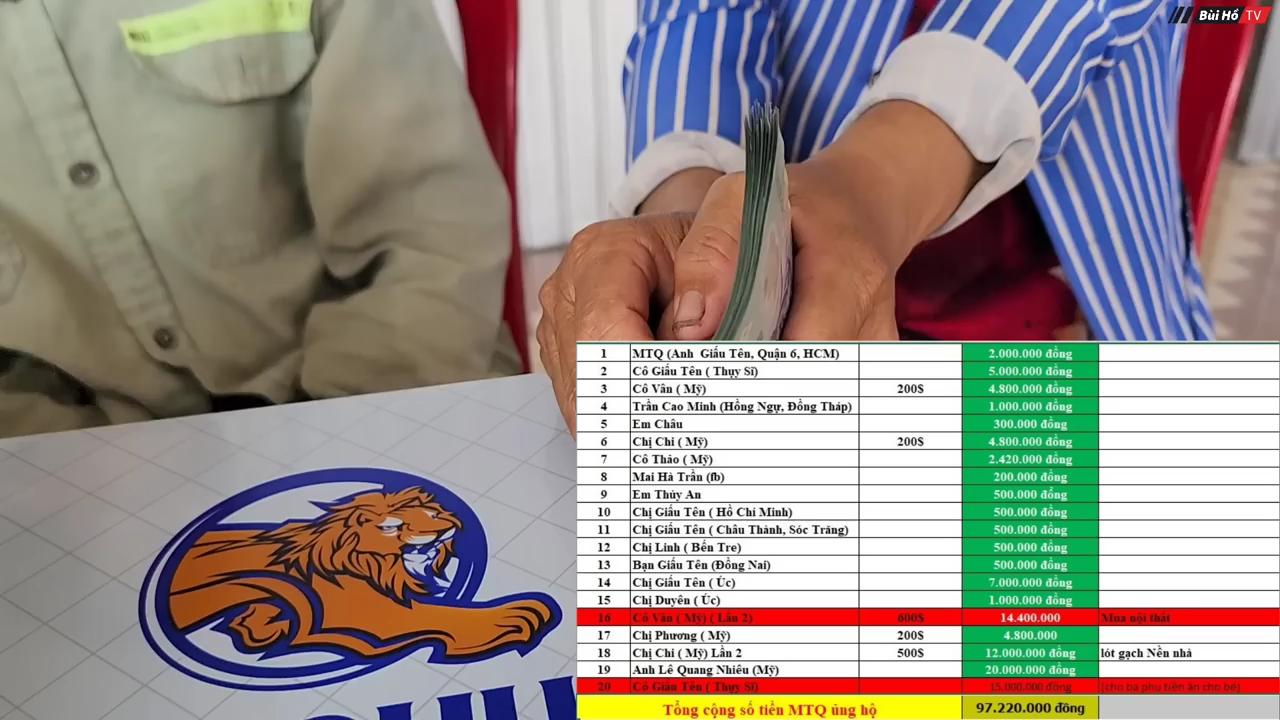 Bùi Hồ TV
1 MTQ (Anh Giấu Tên, Quận 6, HCM) 2.000.000 đồng
2 Cô Giấu Tên ( Thụy Sĩ) 5.000.000 đồng
3 Cô Vân ( Mỹ) 200$ 4.800.000 đồng
4 Trần Cao Minh (Hồng Ngự, Đồng Tháp) 1.000.000 đồng
5 Em Châu 300.000 đồng
6 Chị Chi ( Mỹ) 200$ 4.800.000 đồng
7 Cô Thảo ( Mỹ) 2.420.000 đồng
8 Mai Hà Trần (fb) 200.000 đồng
9 Em Thùy An 500.000 đồng
10 Chị Giấu Tên ( Hồ Chí Minh) 500.000 đồng
11 Chị Giấu Tên ( Châu Thành, Sóc Trăng) 500.000 đồng
12 Chị Linh ( Bến Tre) 500.000 đồng
13 Bạn Giấu Tên (Đồng Nai) 500.000 đồng
14 Chị Giấu Tên ( Úc) 7.000.000 đồng
15 Chị Duyên ( Úc) 1.000.000 đồng
16 Cô Vân ( Mỹ) ( Lần 2) 600$ 14.400.000 Mua nội thất
17 Chị Phương ( Mỹ) 200$ 4.800.000
18 Chị Chi ( Mỹ) Lần 2 500$ 12.000.000 đồng lót gạch Nền nhà
19 Anh Lê Quang Nhiêu (Mỹ) 20.000.000 đồng
20 Cô Giấu Tên ( Thụy Sĩ) 15.000.000 đồng (cho ba phụ tiền ăn cho bé)
Tổng cộng số tiền MTQ ủng hộ 97.220.000 đồng